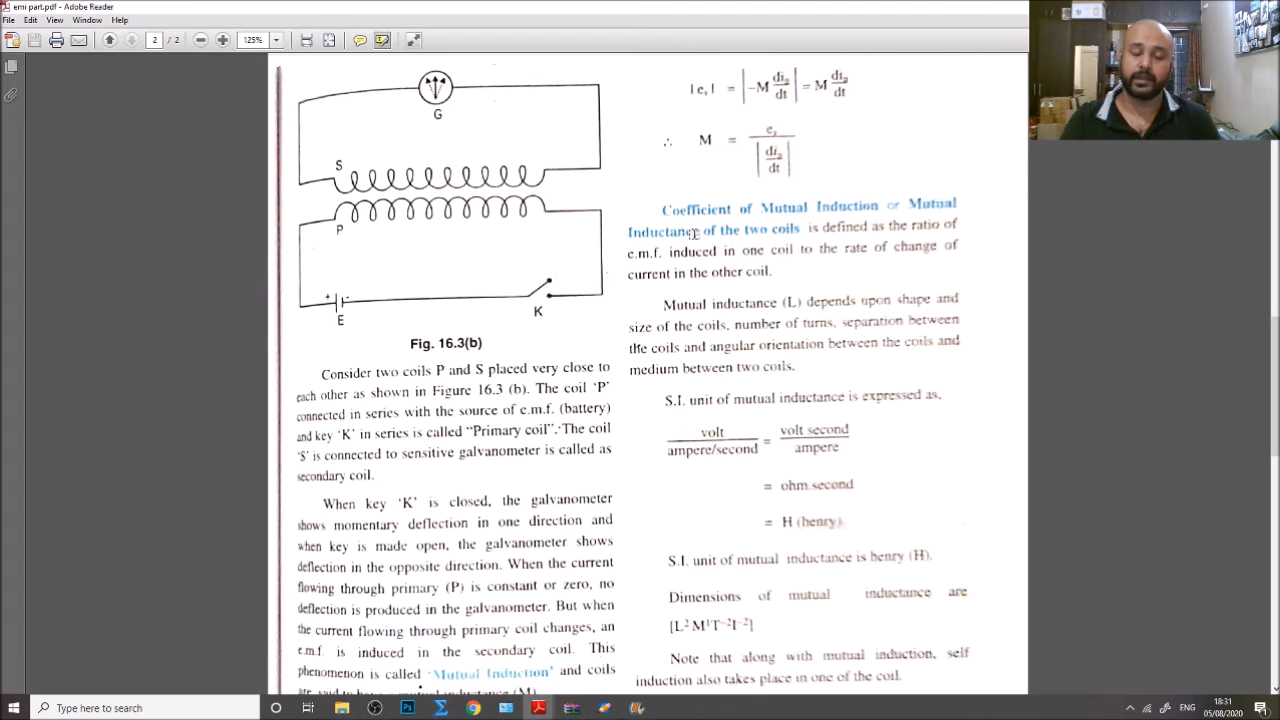 emi part.pdf - Adobe Reader
File Edit View Window Help
2 / 2 125%
G
S
P
+ -
E
K
Fig. 16.3(b)
Consider two coils P and S placed very close to
each other as shown in Figure 16.3 (b). The coil 'P'
connected in series with the source of e.m.f. (battery)
and key 'K' in series is called "Primary coil". The coil
'S' is connected to sensitive galvanometer is called as
secondary coil.
When key 'K' is closed, the galvanometer
shows momentary deflection in one direction and
when key is made open, the galvanometer shows
deflection in the opposite direction. When the current
flowing through primary (P) is constant or zero, no
deflection is produced in the galvanometer. But when
the current flowing through primary coil changes, an
e.m.f. is induced in the secondary coil. This
phenomenon is called 'Mutual Induction' and coils
are said to have a mutual inductance (M)
= | -M di₂/dt | = M di₂/dt
∴ M =
| di₂/dt |
Coefficient of Mutual Induction or Mutual
Inductance of the two coils is defined as the ratio of
e.m.f. induced in one coil to the rate of change of
current in the other coil.
Mutual inductance (L) depends upon shape and
size of the coils, number of turns, separation between
the coils and angular orientation between the coils and
medium between two coils.
S.I. unit of mutual inductance is expressed as,
volt / ampere/second = volt second / ampere
= ohm second
= H (henry)
S.I. unit of mutual inductance is henry (H).
Dimensions of mutual inductance are
[L² M¹T⁻²I⁻²]
Note that along with mutual induction, self
induction also takes place in one of the coil.
Type here to search
ENG
18:31
05/08/2020